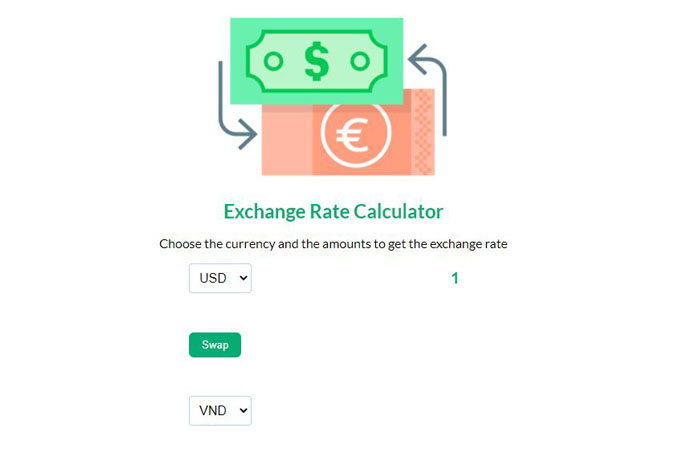 $
€
Exchange Rate Calculator
Choose the currency and the amounts to get the exchange rate
USD
1
Swap
VND